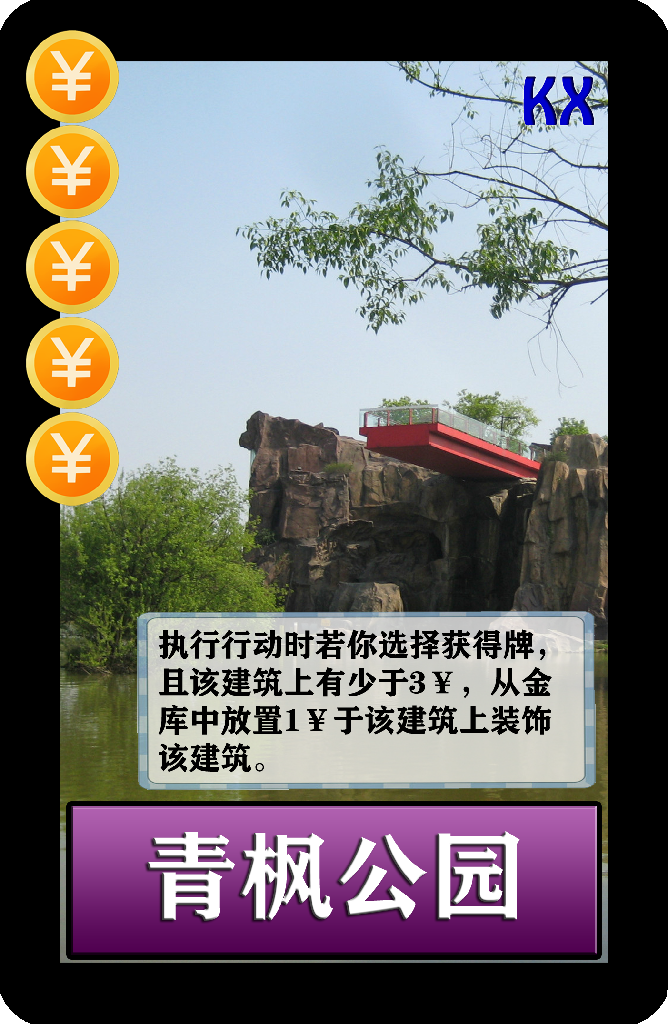 ¥
¥
¥
¥
¥
KX
执行行动时若你选择获得牌，
且该建筑上有少于3￥，从金
库中放置1￥于该建筑上装饰
该建筑。
青枫公园